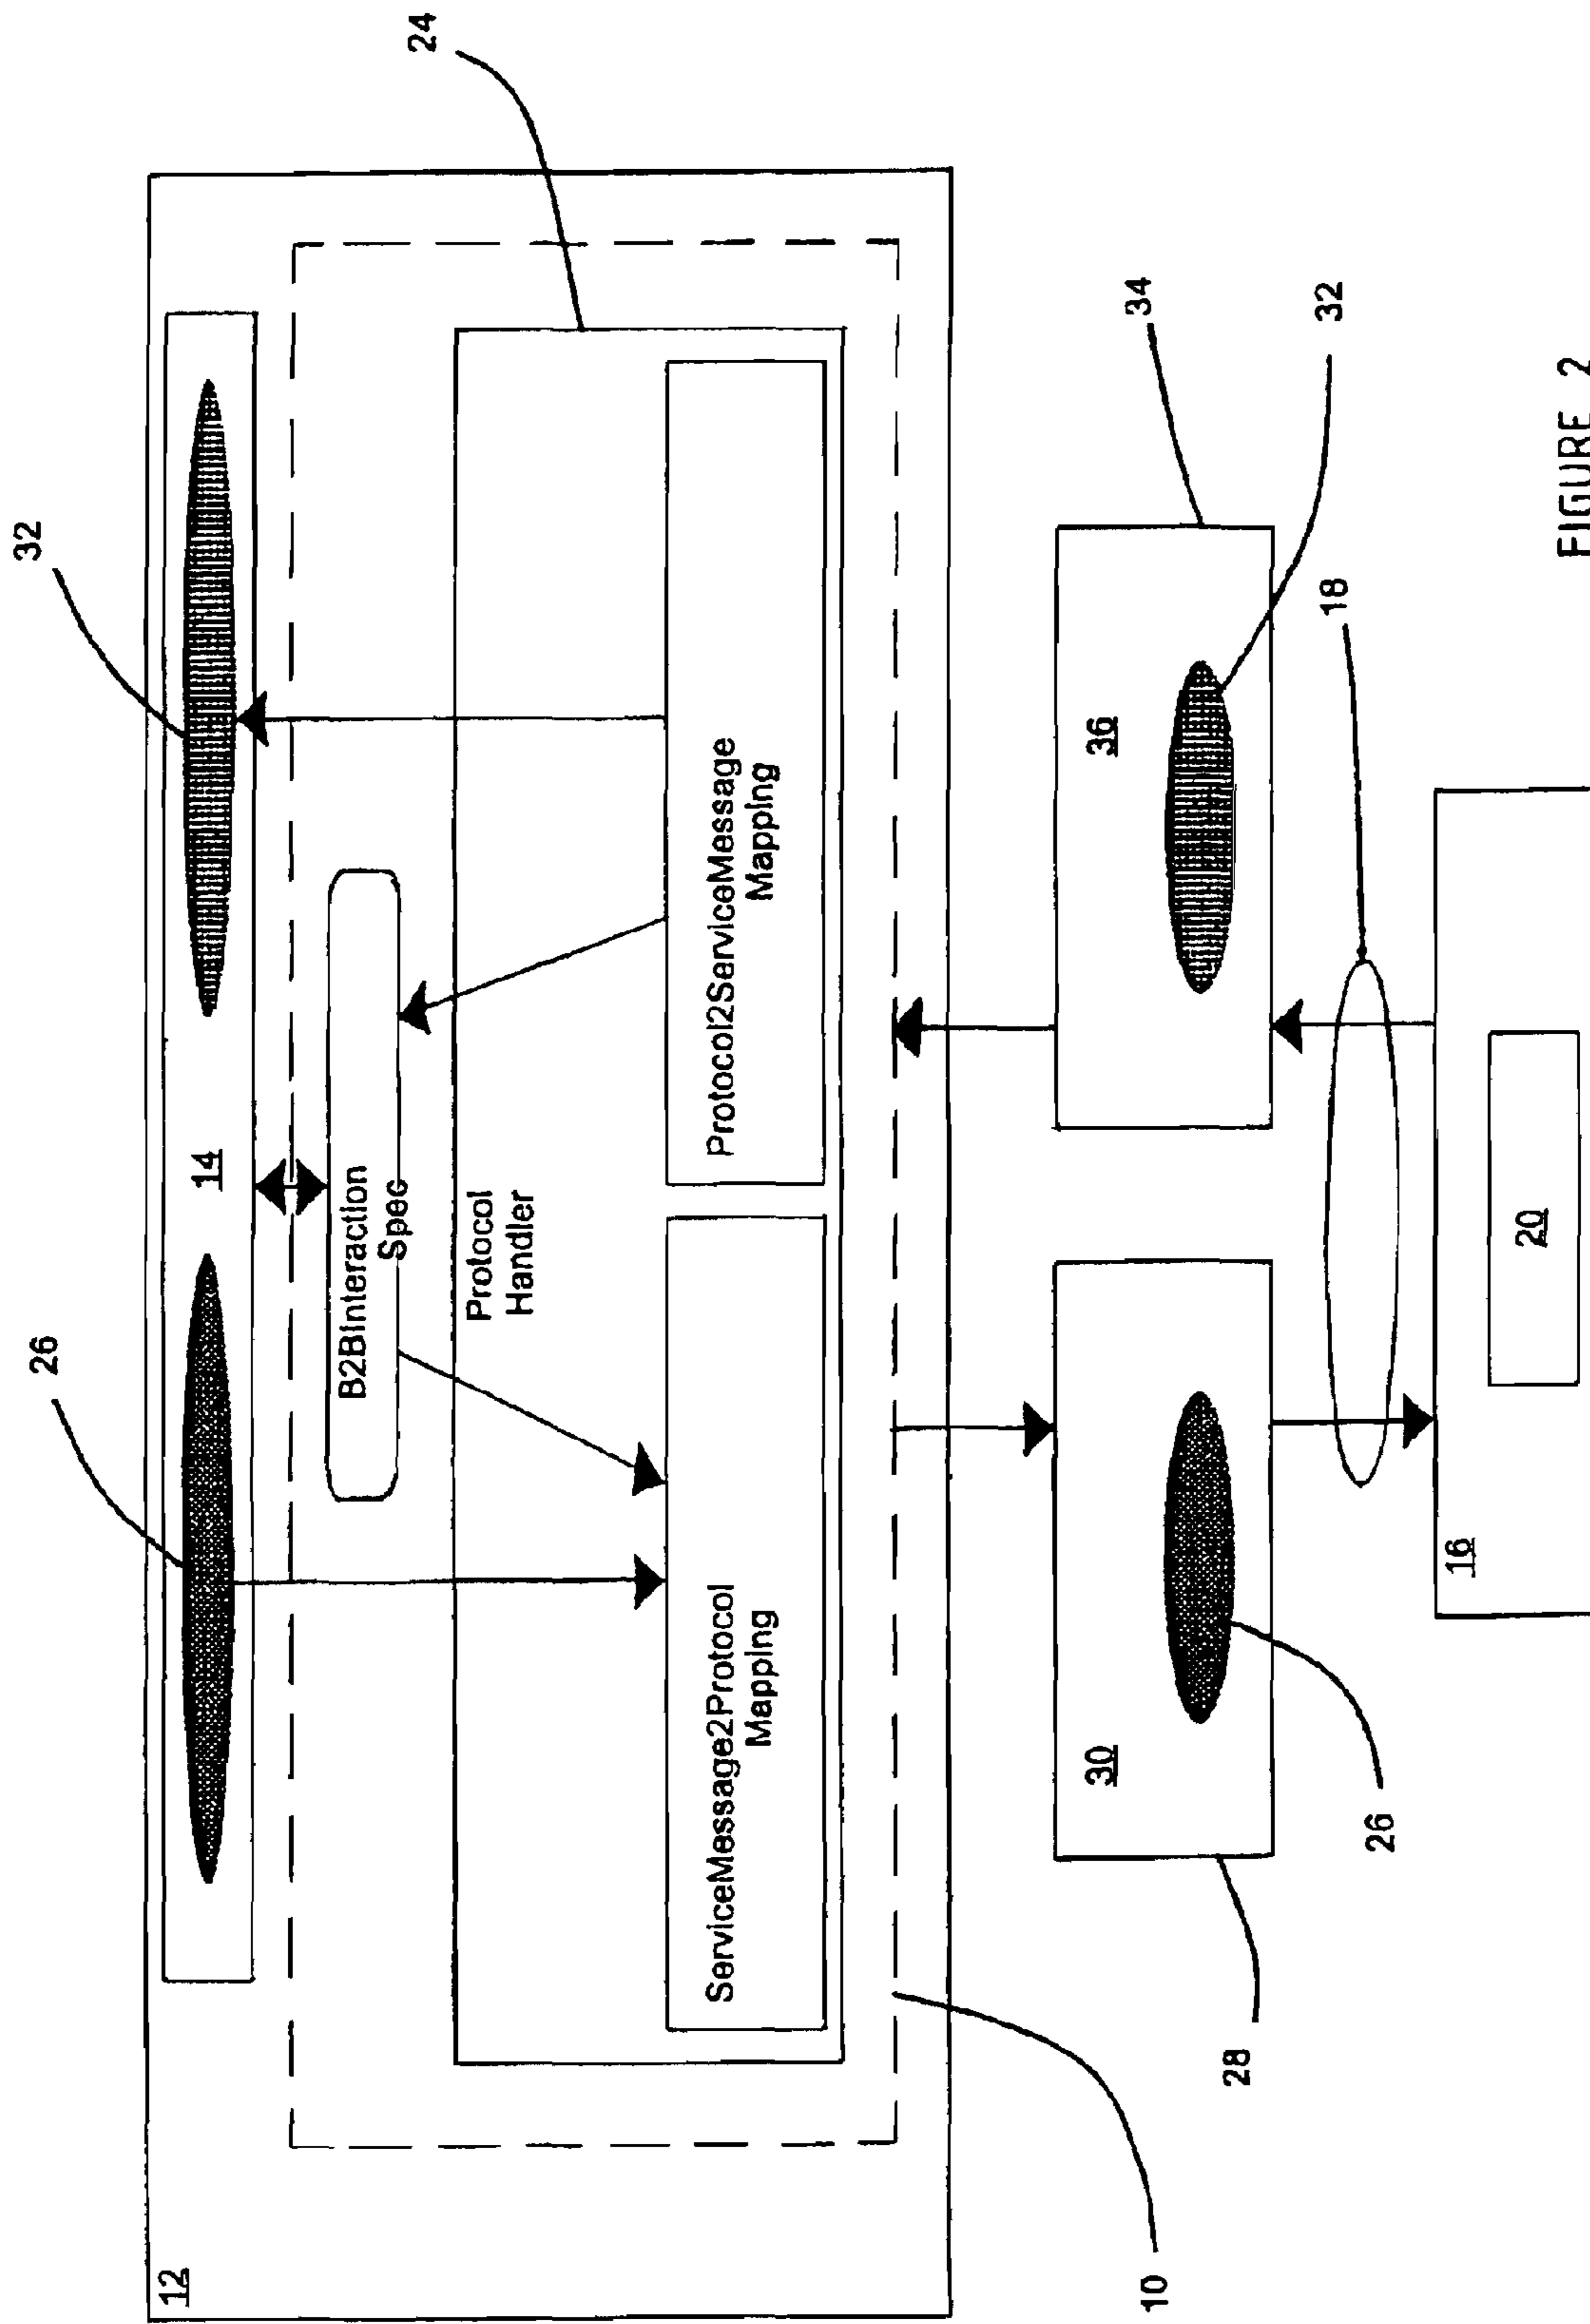 12
26
32
14
B2BInteraction
Spec
Protocol
Handler
24
ServiceMessage2Protocol
Mapping
Protocol2ServiceMessage
Mapping
10
28
30
26
36
34
32
18
16
20
FIGURE 2